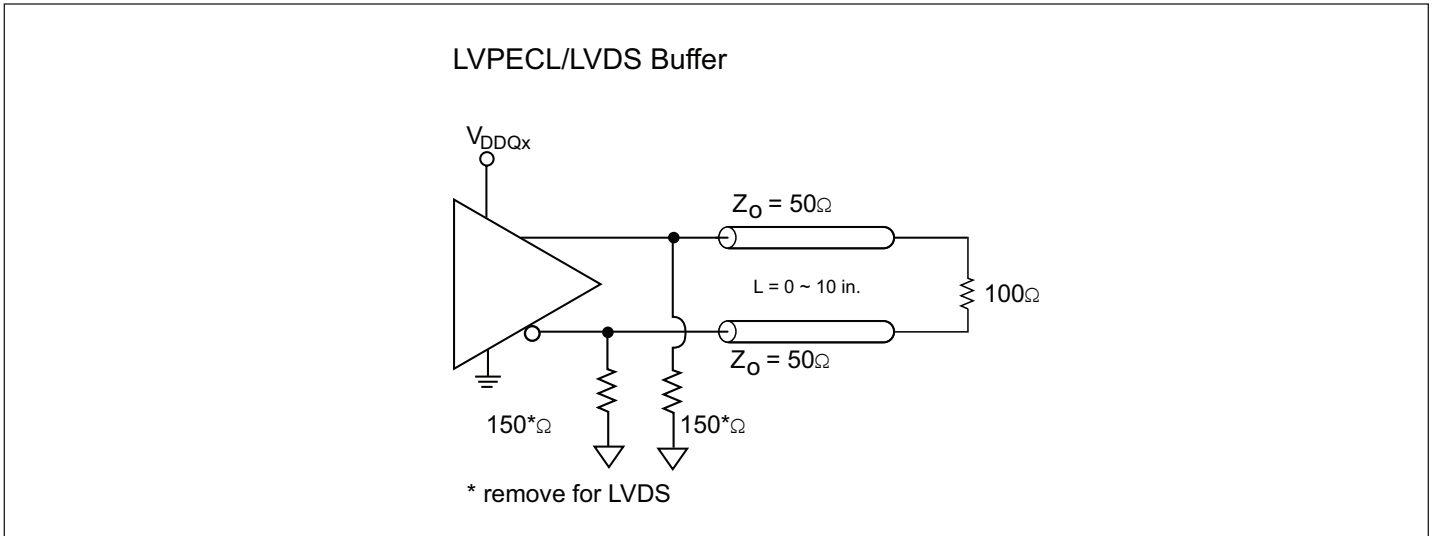 LVPECL/LVDS Buffer
VDDQx
Zo = 50Ω
L = 0 ~ 10 in.
100Ω
Zo = 50Ω
150*Ω
150*Ω
* remove for LVDS